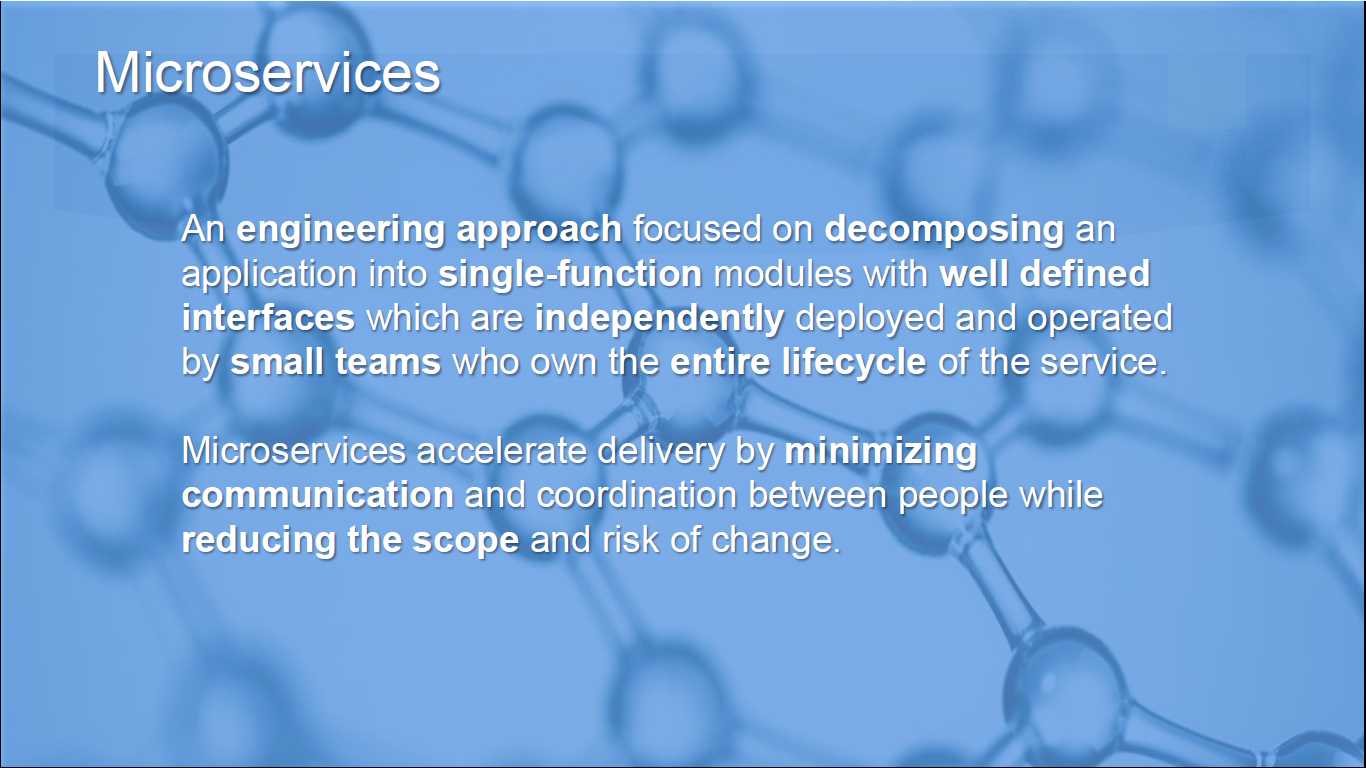 Microservices
An engineering approach focused on decomposing an
application into single-function modules with well defined
interfaces which are independently deployed and operated
by small teams who own the entire lifecycle of the service.
Microservices accelerate delivery by minimizing
communication and coordination between people while
reducing the scope and risk of change.